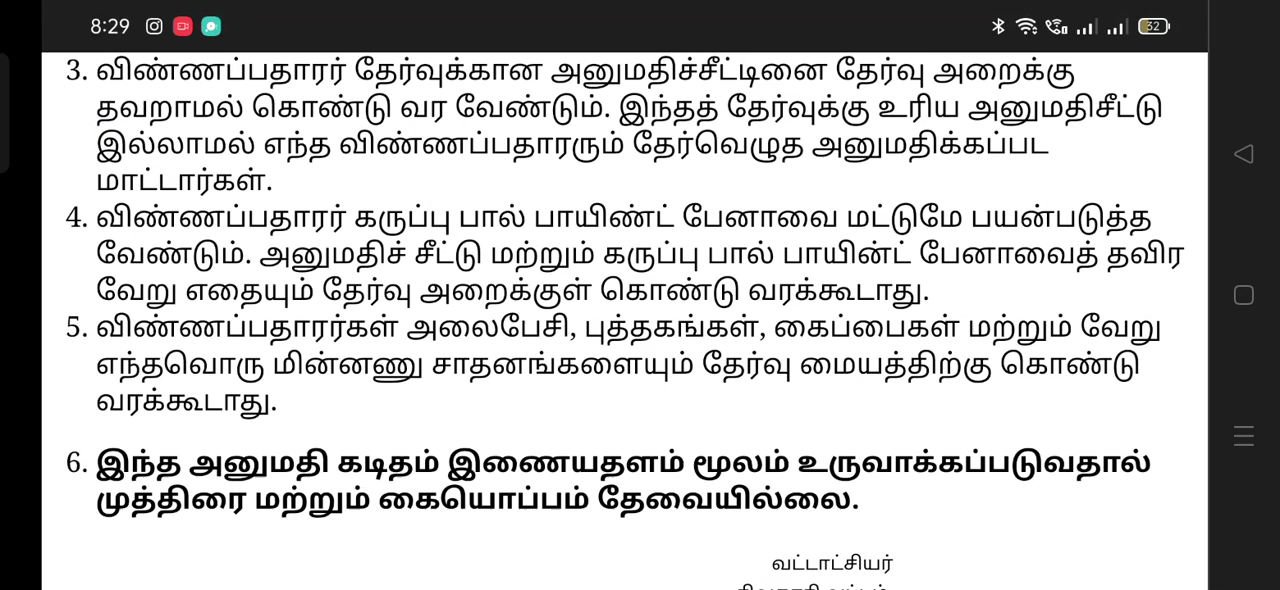 8:29
32
3. விண்ணப்பதாரர் தேர்வுக்கான அனுமதிச்சீட்டினை தேர்வு அறைக்கு
தவறாமல் கொண்டு வர வேண்டும். இந்தத் தேர்வுக்கு உரிய அனுமதிசீட்டு
இல்லாமல் எந்த விண்ணப்பதாரரும் தேர்வெழுத அனுமதிக்கப்பட
மாட்டார்கள்.
4. விண்ணப்பதாரர் கருப்பு பால் பாயிண்ட் பேனாவை மட்டுமே பயன்படுத்த
வேண்டும். அனுமதிச் சீட்டு மற்றும் கருப்பு பால் பாயின்ட் பேனாவைத் தவிர
வேறு எதையும் தேர்வு அறைக்குள் கொண்டு வரக்கூடாது.
5. விண்ணப்பதாரர்கள் அலைபேசி, புத்தகங்கள், கைப்பைகள் மற்றும் வேறு
எந்தவொரு மின்னணு சாதனங்களையும் தேர்வு மையத்திற்கு கொண்டு
வரக்கூடாது.
6. இந்த அனுமதி கடிதம் இணையதளம் மூலம் உருவாக்கப்படுவதால்
முத்திரை மற்றும் கையொப்பம் தேவையில்லை.
வட்டாட்சியர்